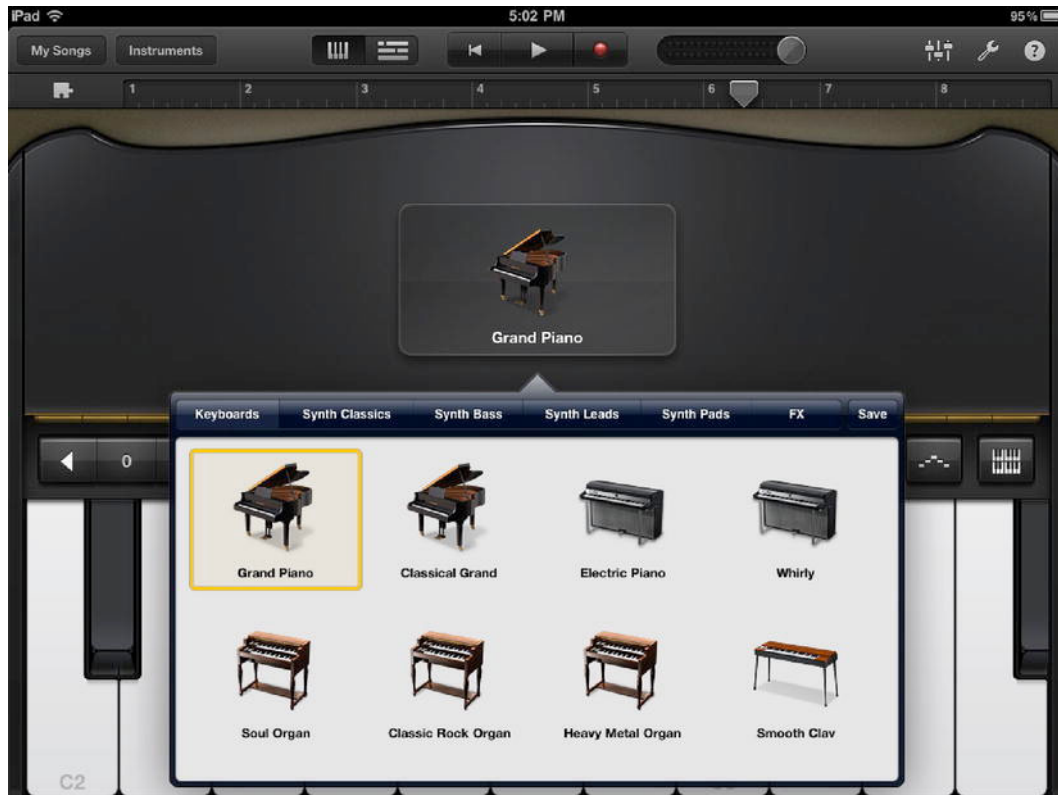 iPad 5:02 PM 95%
My Songs Instruments ?
1 2 3 4 5 6 7 8
Grand Piano
Keyboards Synth Classics Synth Bass Synth Leads Synth Pads FX Save
0
Grand Piano Classical Grand Electric Piano Whirly
Soul Organ Classic Rock Organ Heavy Metal Organ Smooth Clav
C2